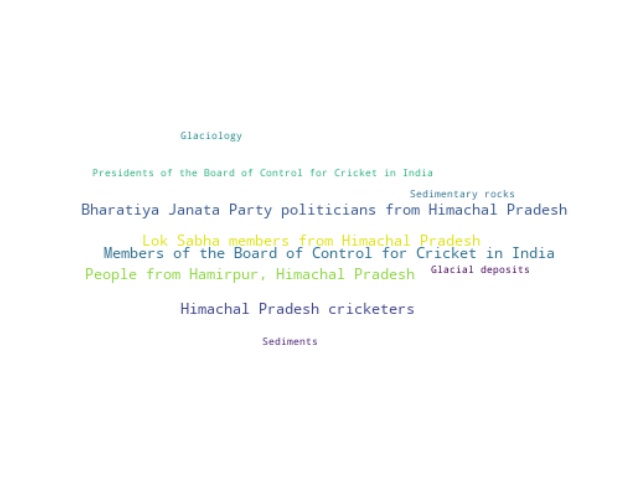 Glaciology
Presidents of the Board of Control for Cricket in India
Sedimentary rocks
Bharatiya Janata Party politicians from Himachal Pradesh
Lok Sabha members from Himachal Pradesh
Members of the Board of Control for Cricket in India
People from Hamirpur, Himachal Pradesh
Glacial deposits
Himachal Pradesh cricketers
Sediments